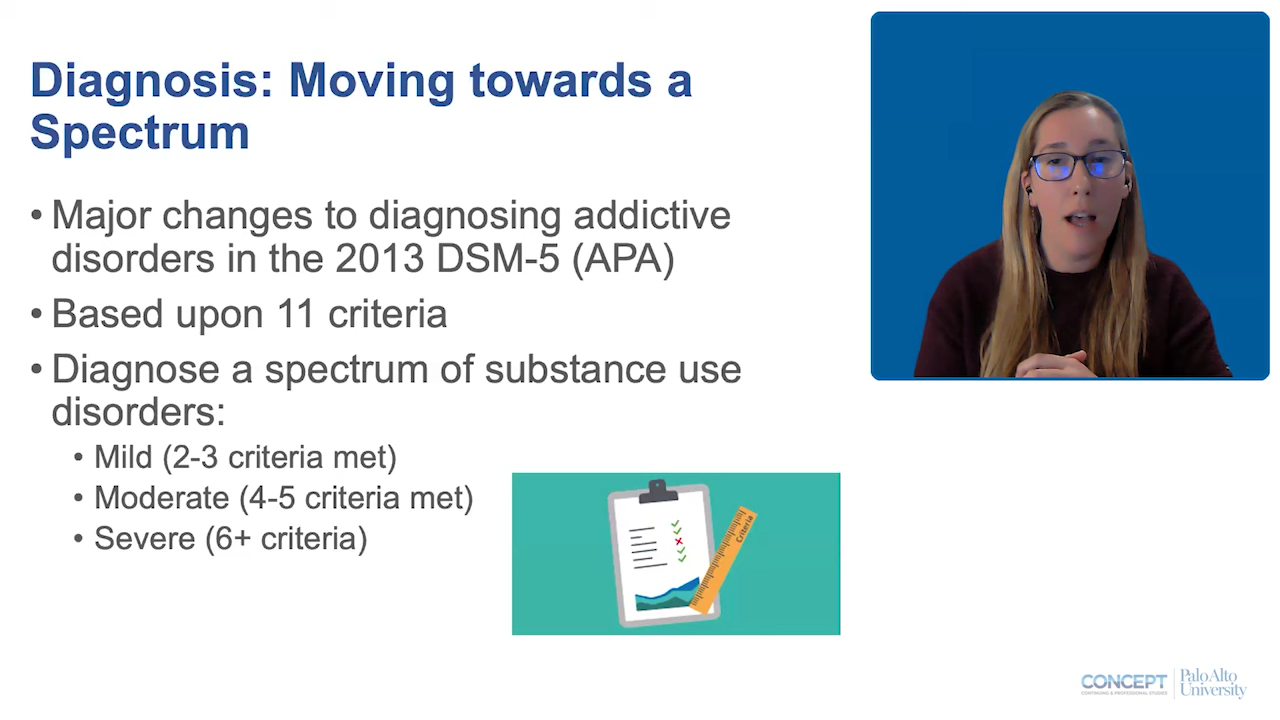 Diagnosis: Moving towards a
Spectrum
• Major changes to diagnosing addictive
disorders in the 2013 DSM-5 (APA)
• Based upon 11 criteria
• Diagnose a spectrum of substance use
disorders:
• Mild (2-3 criteria met)
• Moderate (4-5 criteria met)
• Severe (6+ criteria)
Criteria
CONCEPT
CONTINUING & PROFESSIONAL STUDIES
Palo Alto
University